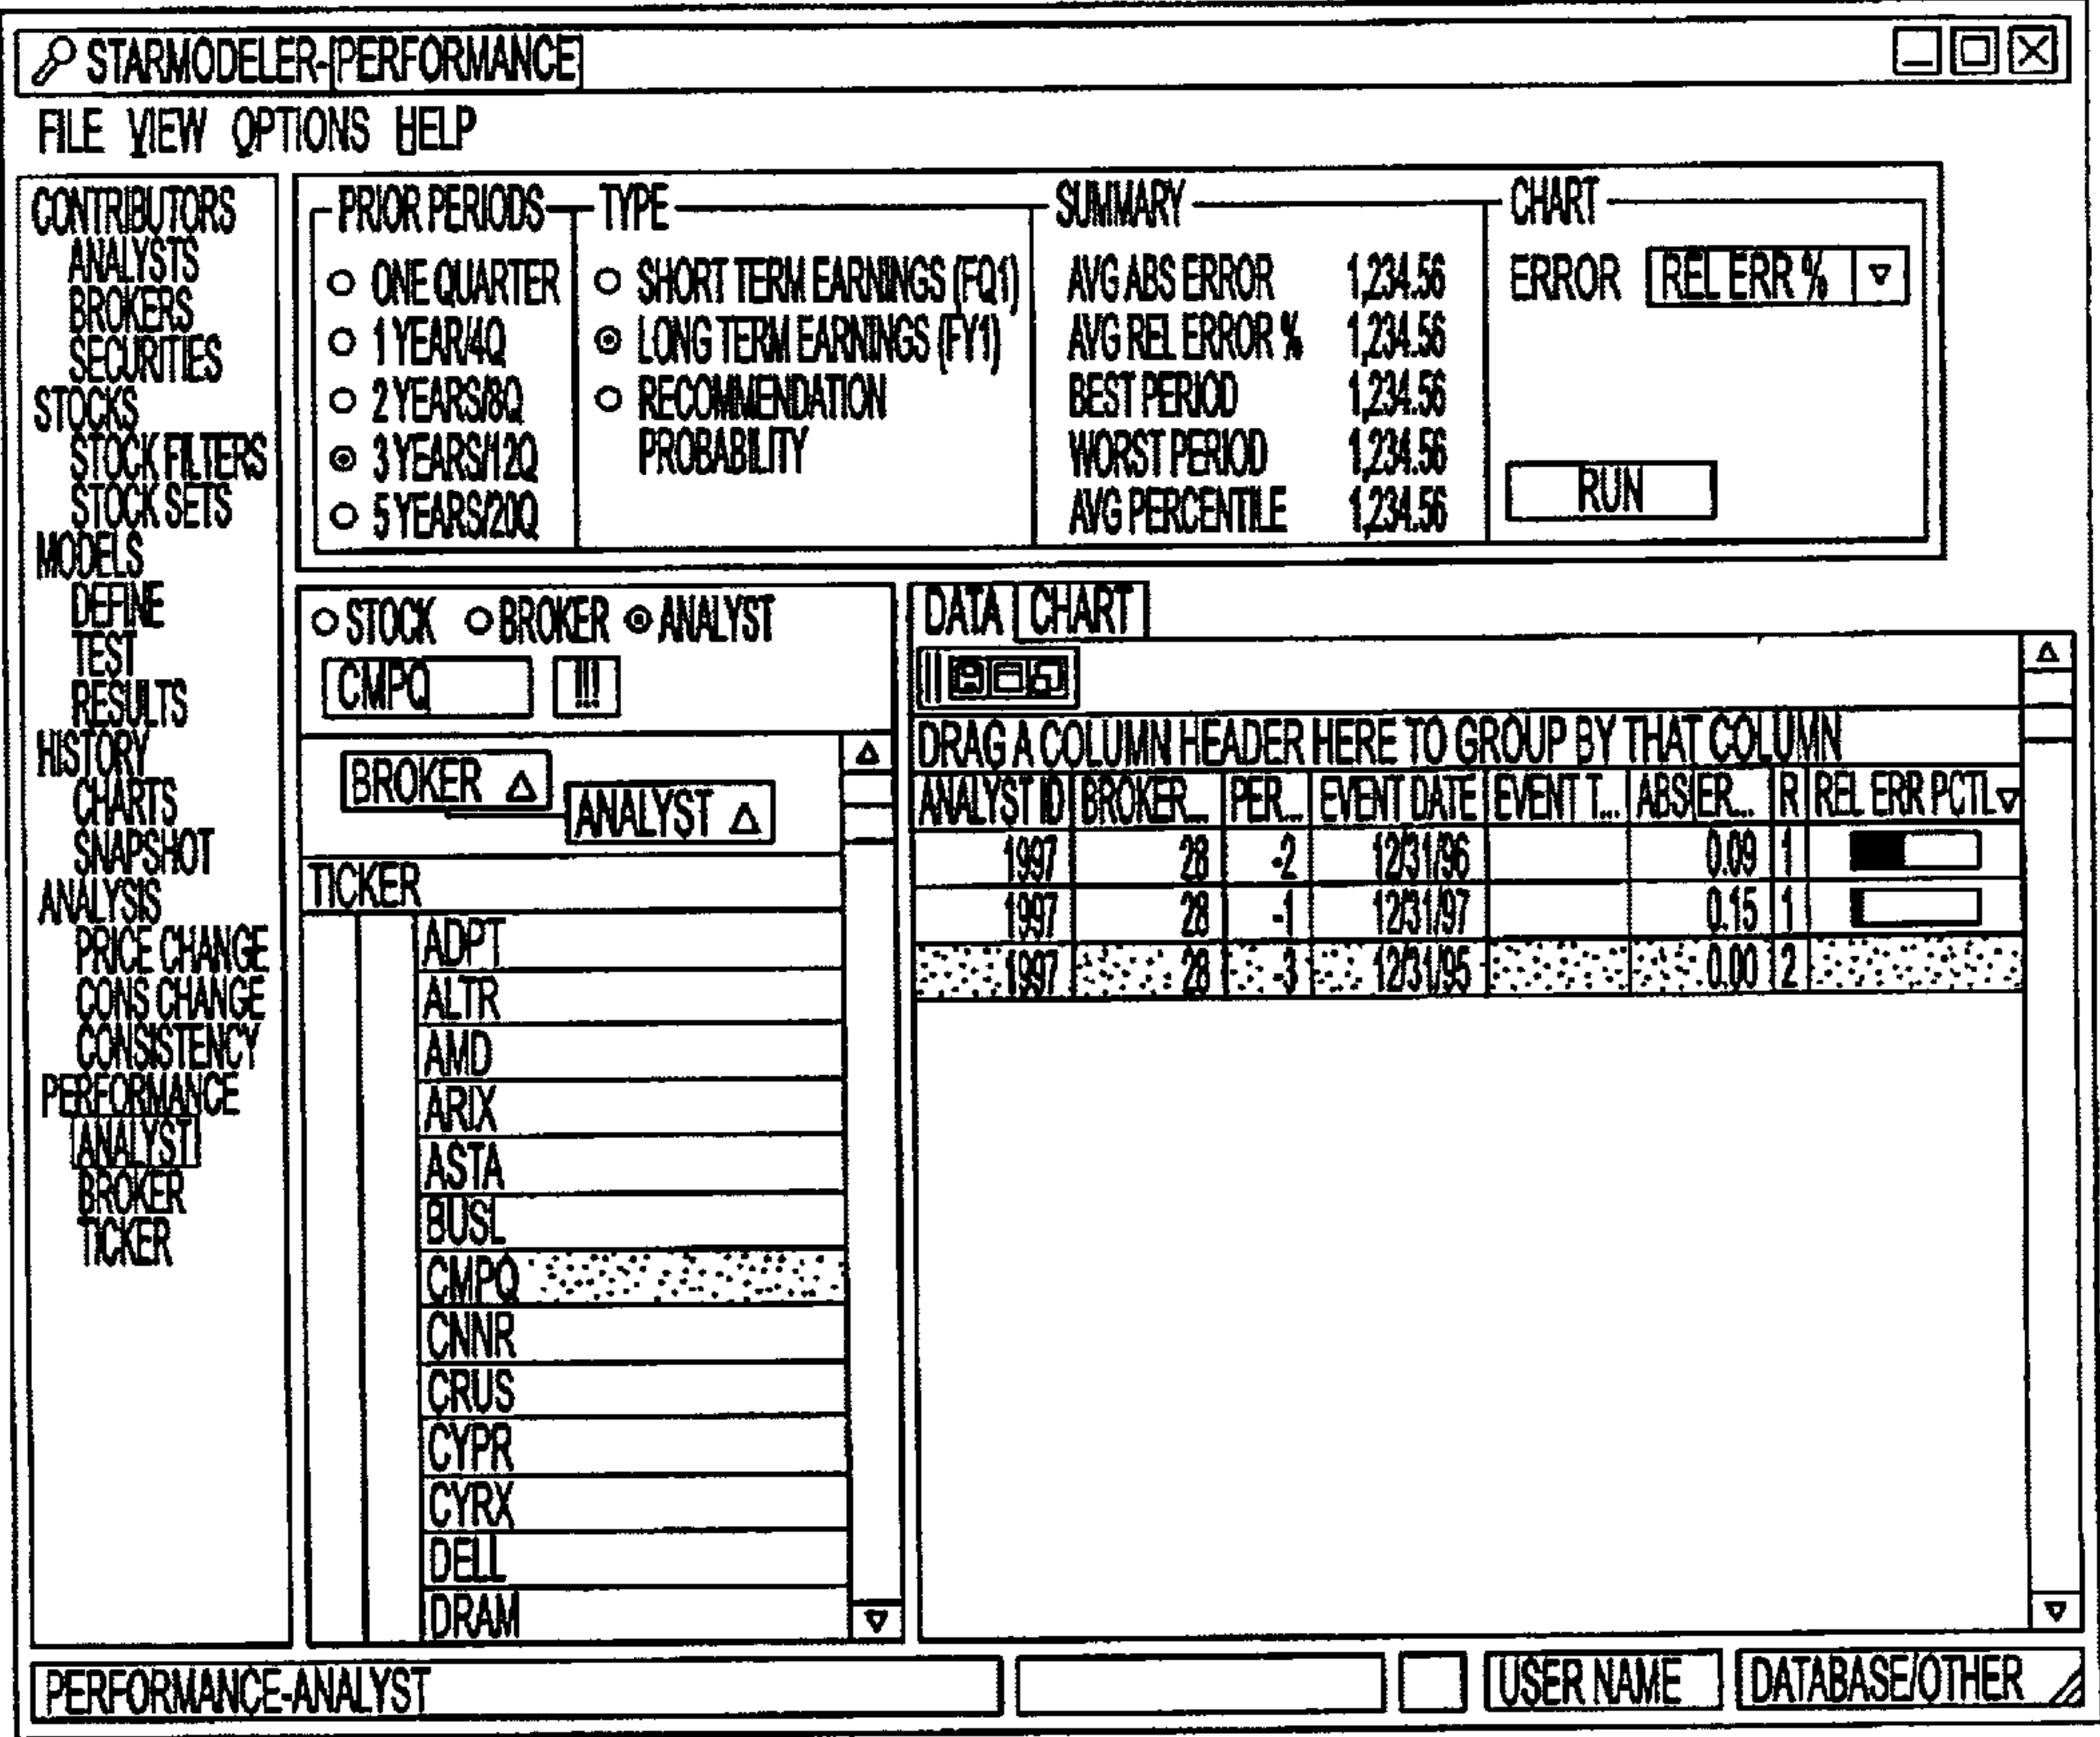 STARMODELER-PERFORMANCE
FILE VIEW OPTIONS HELP
CONTRIBUTORS
ANALYSTS
BROKERS
SECURITIES
STOCKS
STOCK FILTERS
STOCK SETS
MODELS
DEFINE
TEST
RESULTS
HISTORY
CHARTS
SNAPSHOT
ANALYSIS
PRICE CHANGE
CONS CHANGE
CONSISTENCY
PERFORMANCE
ANALYST
BROKER
TICKER
PRIOR PERIODS
ONE QUARTER
1 YEAR/4Q
2 YEARS/8Q
3 YEARS/12Q
5 YEARS/20Q
TYPE
SHORT TERM EARNINGS (FQ1)
LONG TERM EARNINGS (FY1)
RECOMMENDATION
PROBABILITY
SUMMARY
AVG ABS ERROR 1,234.56
AVG REL ERROR % 1,234.56
BEST PERIOD 1,234.56
WORST PERIOD 1,234.56
AVG PERCENTILE 1,234.56
CHART
ERROR REL ERR %
RUN
STOCK BROKER ANALYST
CMPQ !!!
BROKER
ANALYST
TICKER
ADPT
ALTR
AMD
ARIX
ASTA
BUSL
CMPQ
CNNR
CRUS
CYPR
CYRX
DELL
DRAM
DATA CHART
DRAG A COLUMN HEADER HERE TO GROUP BY THAT COLUMN
ANALYST ID BROKER... PER... EVENT DATE EVENT T... ABS ER... R REL ERR PCTL
1997 28 -2 12/31/96 0.09 1
1997 28 -1 12/31/97 0.15 1
1997 28 -3 12/31/95 0.00 2
PERFORMANCE-ANALYST
USER NAME
DATABASE/OTHER